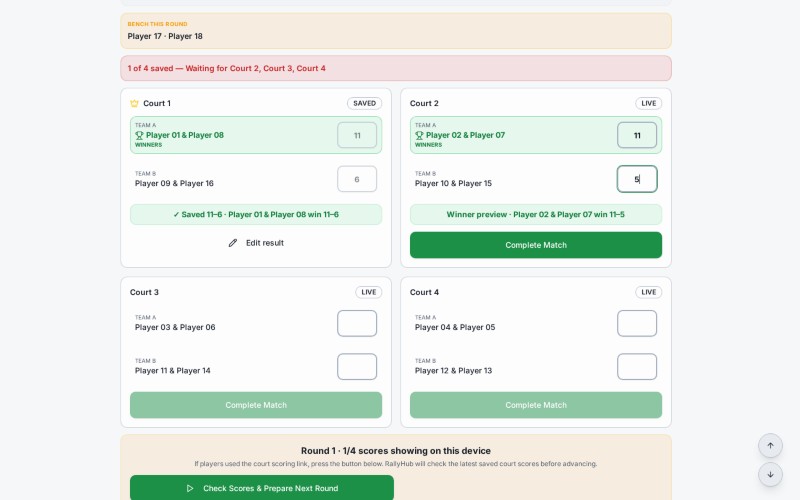 BENCH THIS ROUND
Player 17 · Player 18
1 of 4 saved — Waiting for Court 2, Court 3, Court 4
Court 1
SAVED
TEAM A
Player 01 & Player 08
WINNERS
11
TEAM B
Player 09 & Player 16
6
✓ Saved 11–6 · Player 01 & Player 08 win 11–6
Edit result
Court 2
LIVE
TEAM A
Player 02 & Player 07
WINNERS
11
TEAM B
Player 10 & Player 15
5
Winner preview · Player 02 & Player 07 win 11–5
Complete Match
Court 3
LIVE
TEAM A
Player 03 & Player 06
TEAM B
Player 11 & Player 14
Complete Match
Court 4
LIVE
TEAM A
Player 04 & Player 05
TEAM B
Player 12 & Player 13
Complete Match
Round 1 · 1/4 scores showing on this device
If players used the court scoring link, press the button below. RallyHub will check the latest saved court scores before advancing.
Check Scores & Prepare Next Round